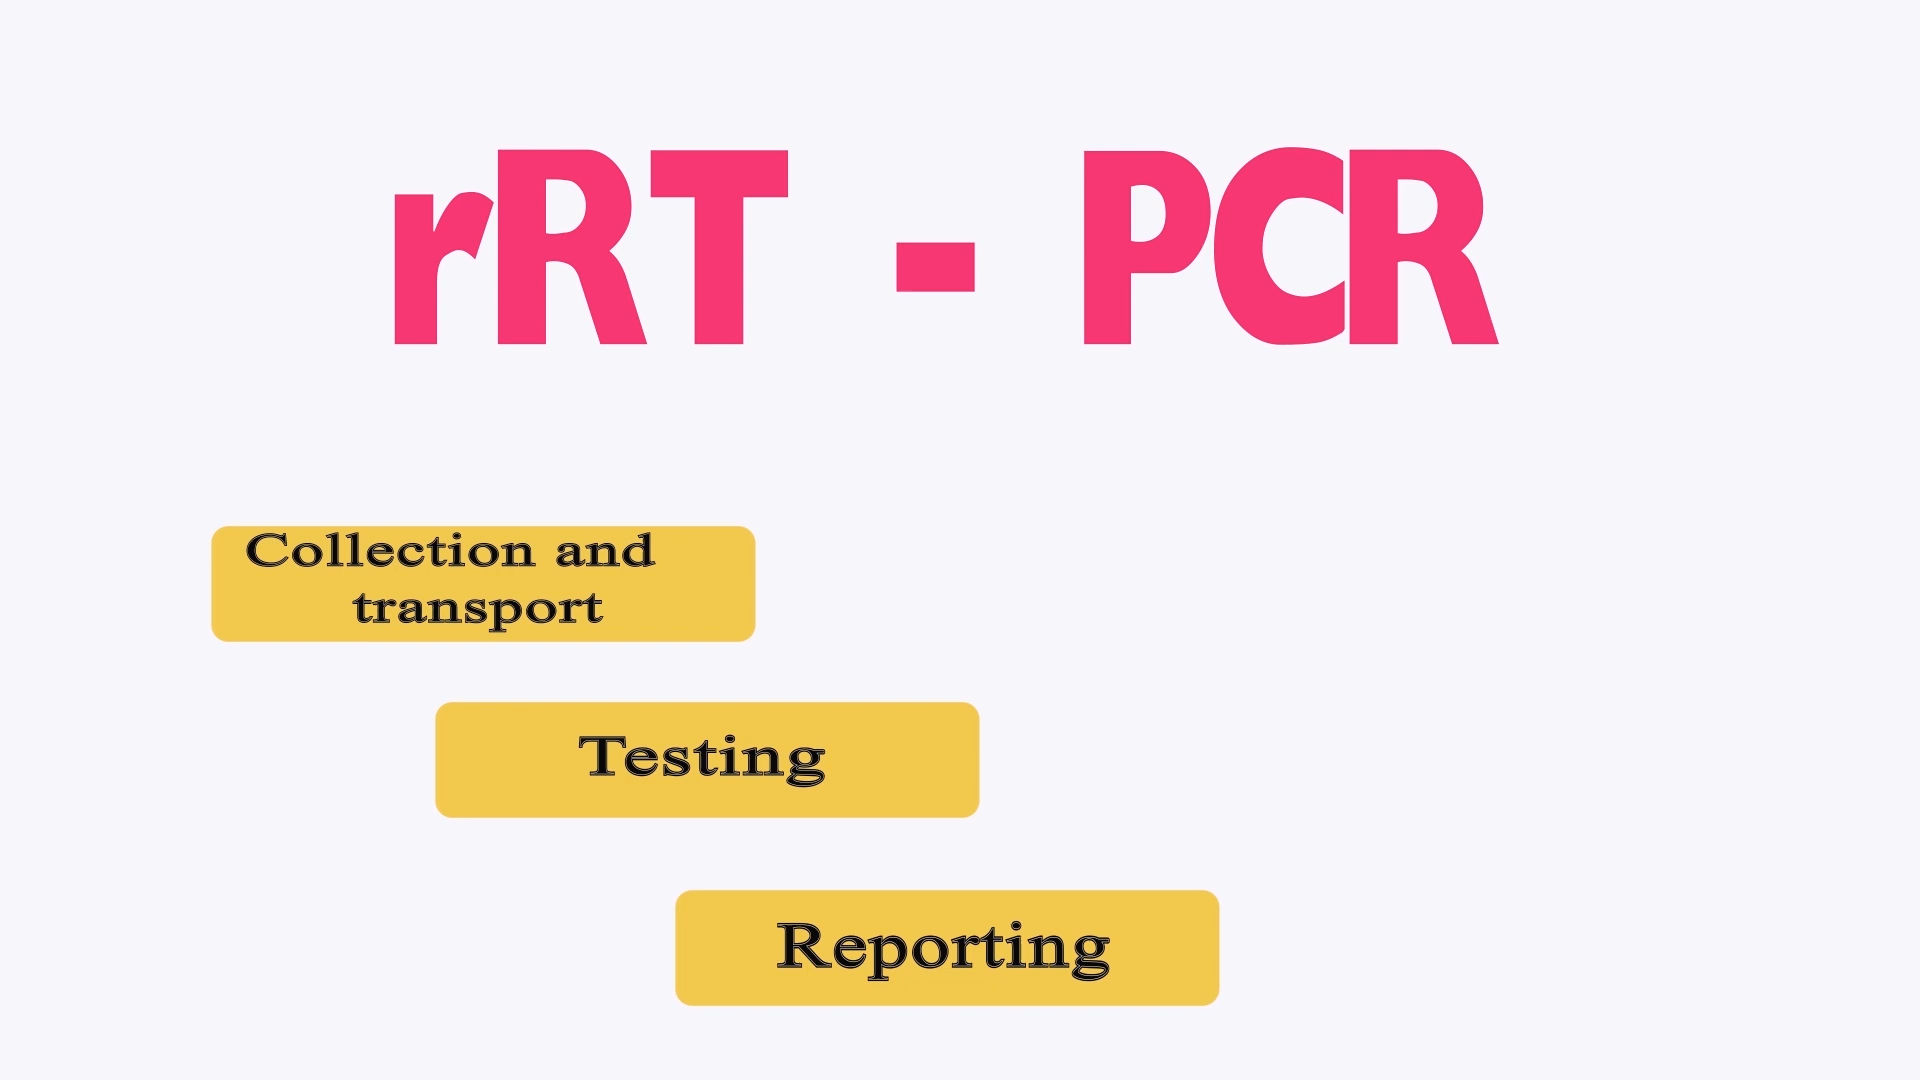 rRT - PCR
Collection and
transport
Testing
Reporting